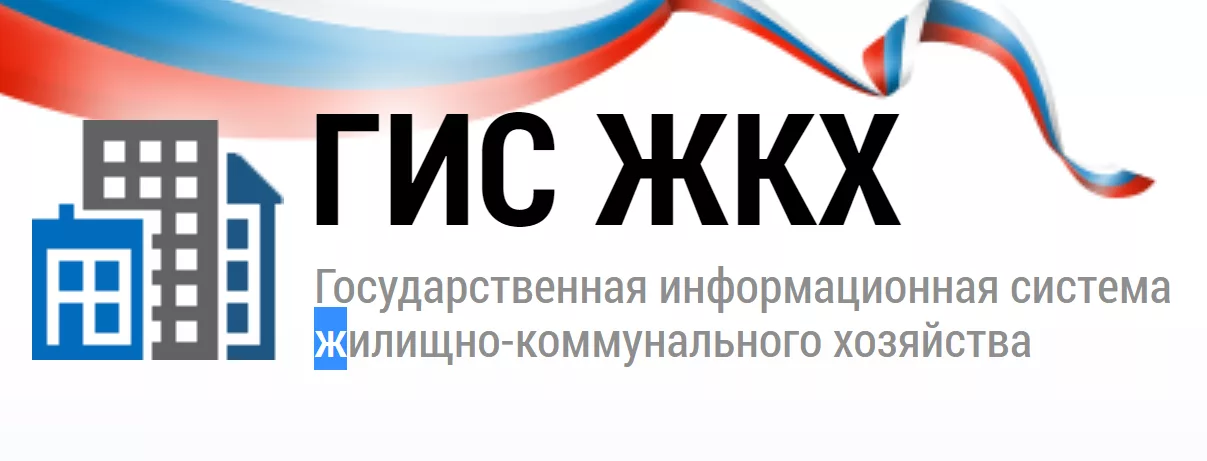 ГИС ЖКХ
Государственная информационная система
жилищно-коммунального хозяйства